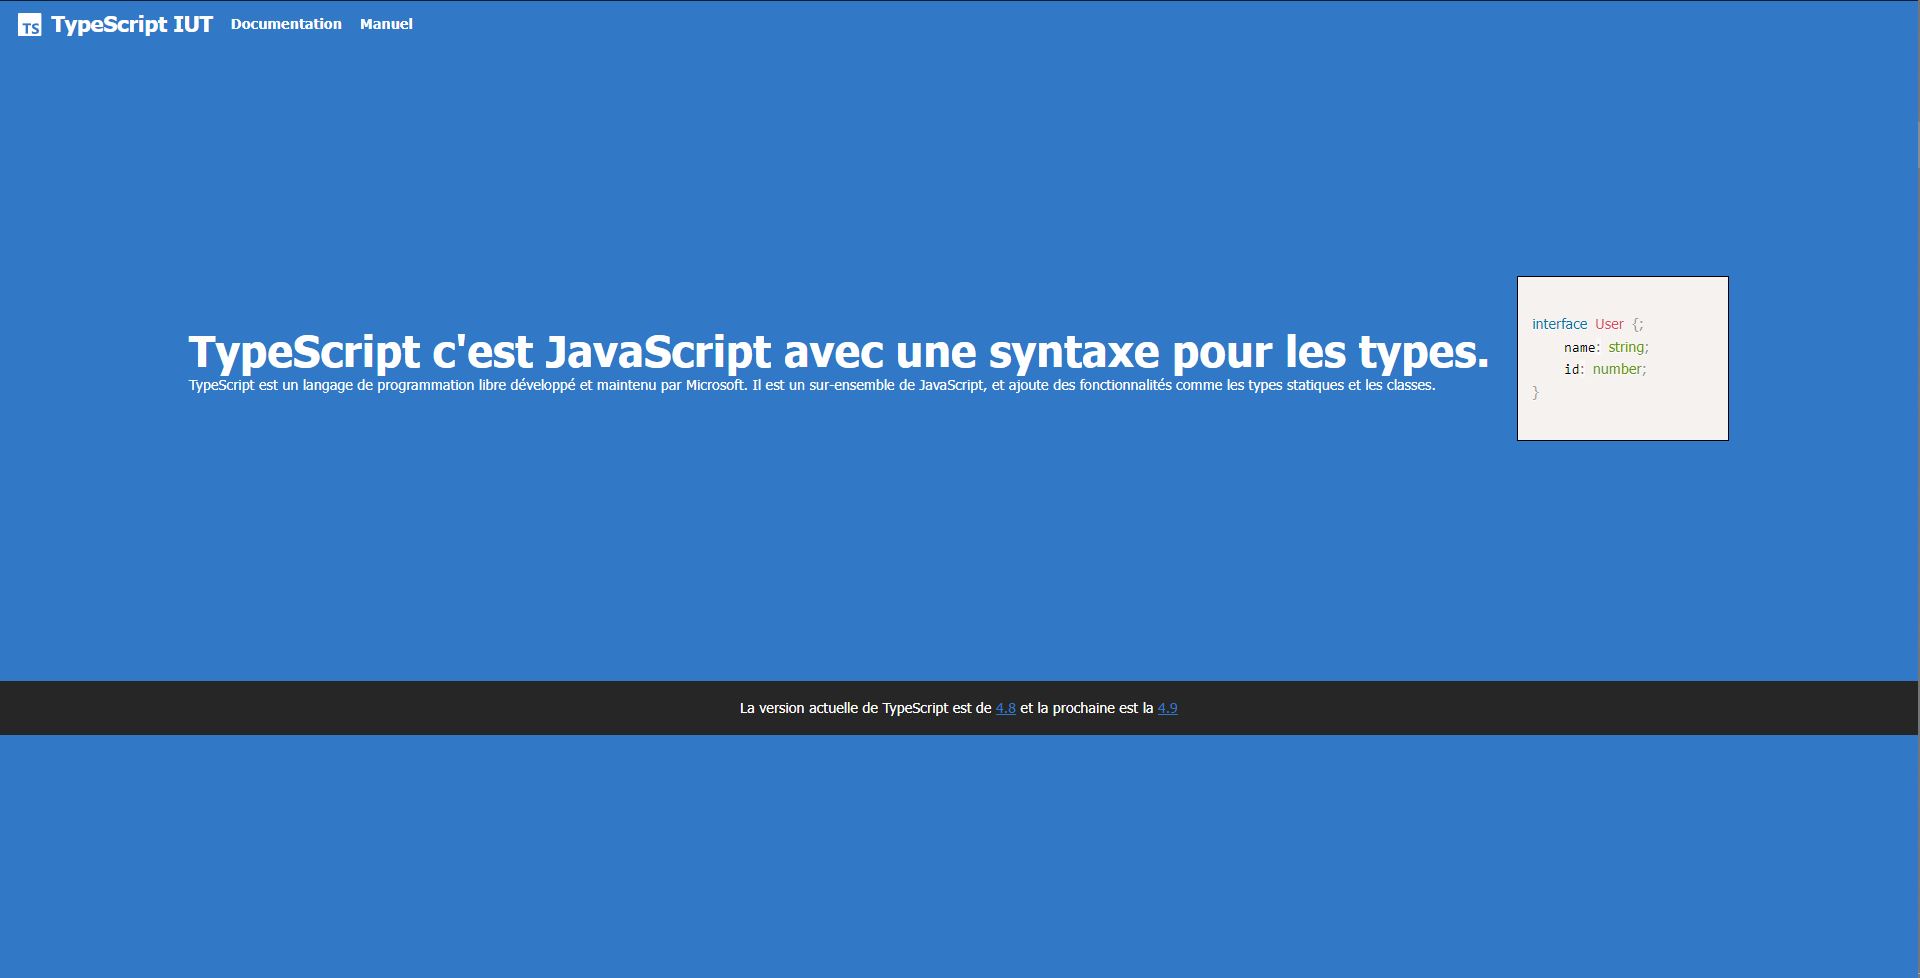 TS TypeScript IUT Documentation Manuel
TypeScript c'est JavaScript avec une syntaxe pour les types.
TypeScript est un langage de programmation libre développé et maintenu par Microsoft. Il est un sur-ensemble de JavaScript, et ajoute des fonctionnalités comme les types statiques et les classes.
interface User {;
name: string;
id: number;
}
La version actuelle de TypeScript est de 4.8 et la prochaine est la 4.9